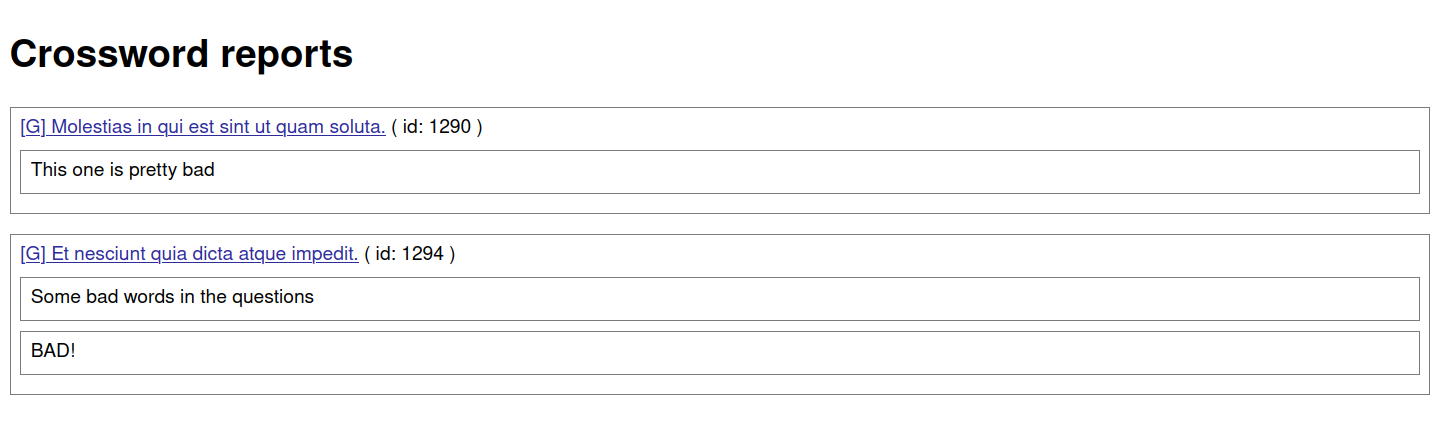 Crossword reports
[G] Molestias in qui est sint ut quam soluta. ( id: 1290 )
This one is pretty bad
[G] Et nesciunt quia dicta atque impedit. ( id: 1294 )
Some bad words in the questions
BAD!